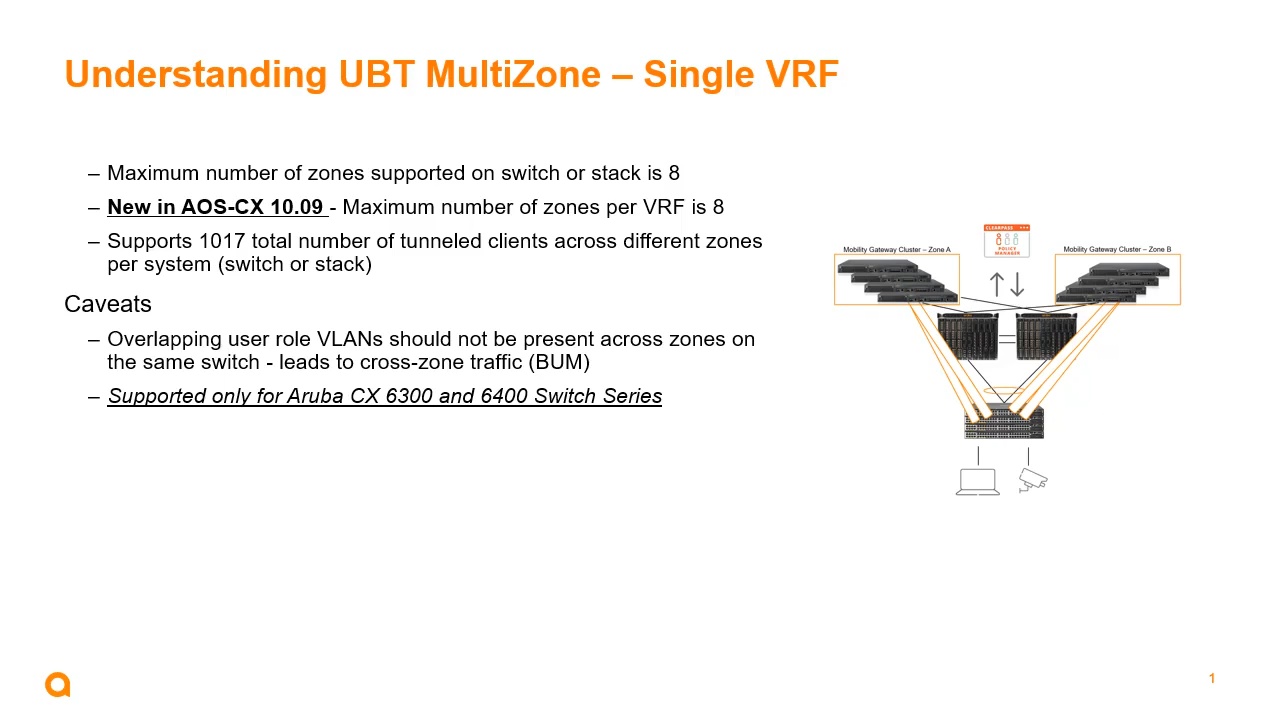 Understanding UBT MultiZone – Single VRF
– Maximum number of zones supported on switch or stack is 8
– New in AOS-CX 10.09 - Maximum number of zones per VRF is 8
– Supports 1017 total number of tunneled clients across different zones
per system (switch or stack)
Caveats
– Overlapping user role VLANs should not be present across zones on
the same switch - leads to cross-zone traffic (BUM)
– Supported only for Aruba CX 6300 and 6400 Switch Series
CLEARPASS
POLICY
MANAGER
Mobility Gateway Cluster – Zone A
Mobility Gateway Cluster – Zone B
1